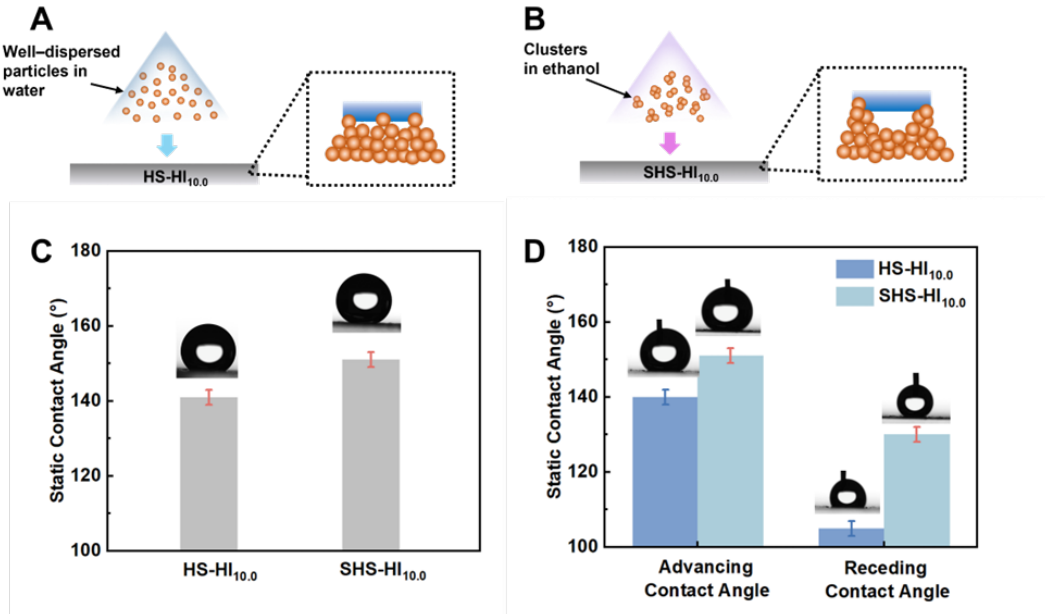 A
Well–dispersed
particles in
water
HS-HI10.0
B
Clusters
in ethanol
SHS-HI10.0
C
Static Contact Angle (°)
180
160
140
120
100
HS-HI10.0
SHS-HI10.0
D
Static Contact Angle (°)
180
160
140
120
100
HS-HI10.0
SHS-HI10.0
Advancing
Contact Angle
Receding
Contact Angle